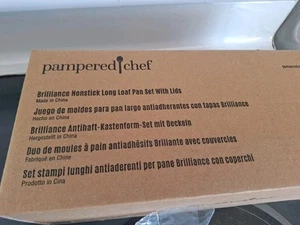 pampered chef
Brilliance Nonstick Long Loaf Pan Set With Lids
Made in China
Juego de moldes para pan largo antiadherentes con tapas Brilliance
Hecho en China
Brilliance Antihaft-Kastenform-Set mit Deckeln
Hergestellt in China
Duo de moules à pain antiadhésifs Brilliante avec couvercles
Fabriqué en Chine
Set stampi lunghi antiaderenti per pane Brilliance con coperchi
Prodotto in Cina